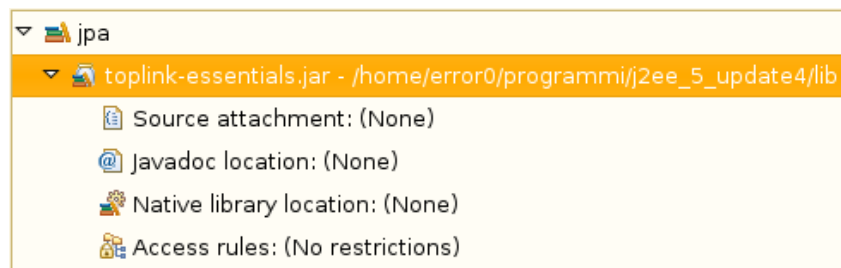 jpa
toplink-essentials.jar - /home/error0/programmi/j2ee_5_update4/lib
Source attachment: (None)
Javadoc location: (None)
Native library location: (None)
Access rules: (No restrictions)